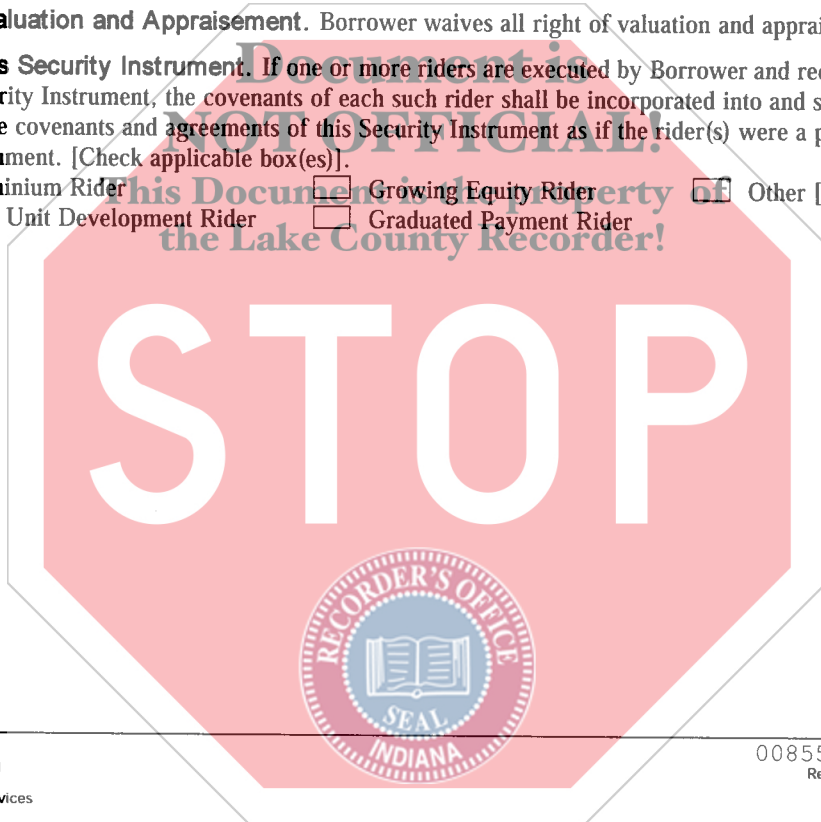 aluation and Appraisement. Borrower waives all right of valuation and apprai
Document is
s Security Instrument. If one or more riders are executed by Borrower and rec
rity Instrument, the covenants of each such rider shall be incorporated into and s
NOT OFFICIAL!
e covenants and agreements of this Security Instrument as if the rider(s) were a p
ument. [Check applicable box(es)].
inium Rider Growing Equity Rider Other [
This Document is the property of
Unit Development Rider Graduated Payment Rider
the Lake County Recorder!
STOP
RECORDER'S OFFICE
SEAL
INDIANA
0085
Re
vices